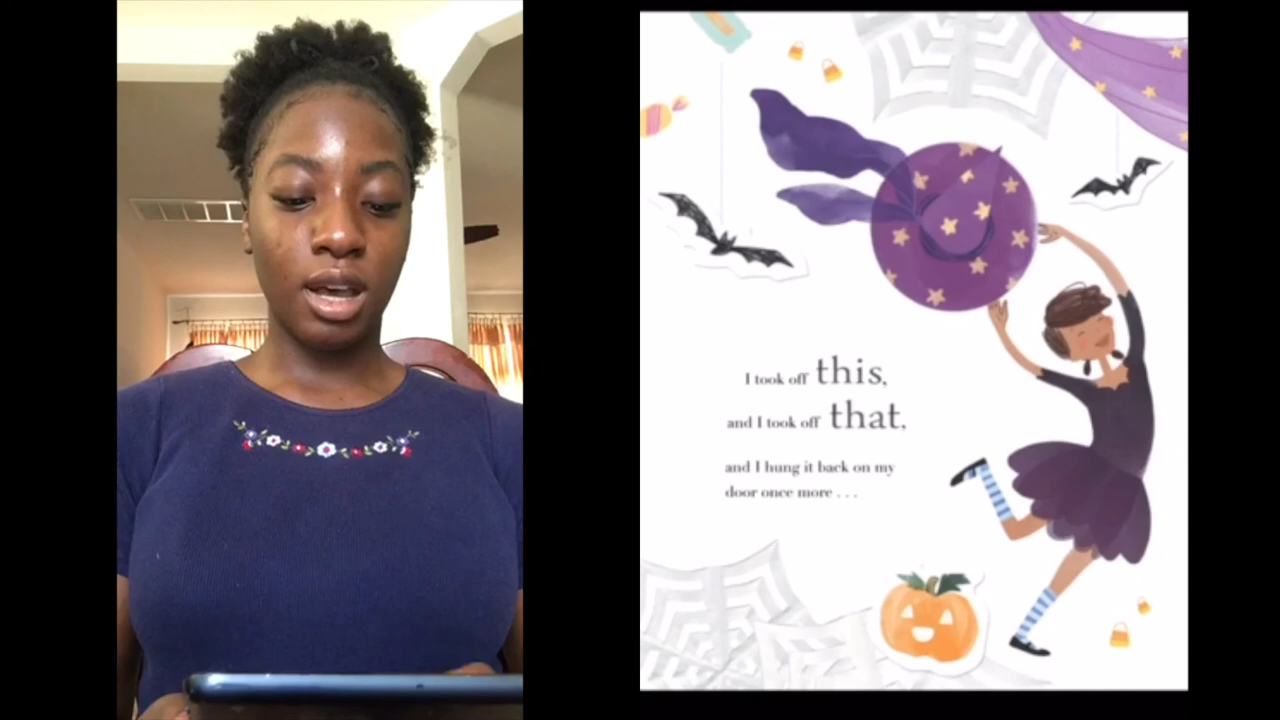 I took off this,
and I took off that,
and I hung it back on my
door once more . . .